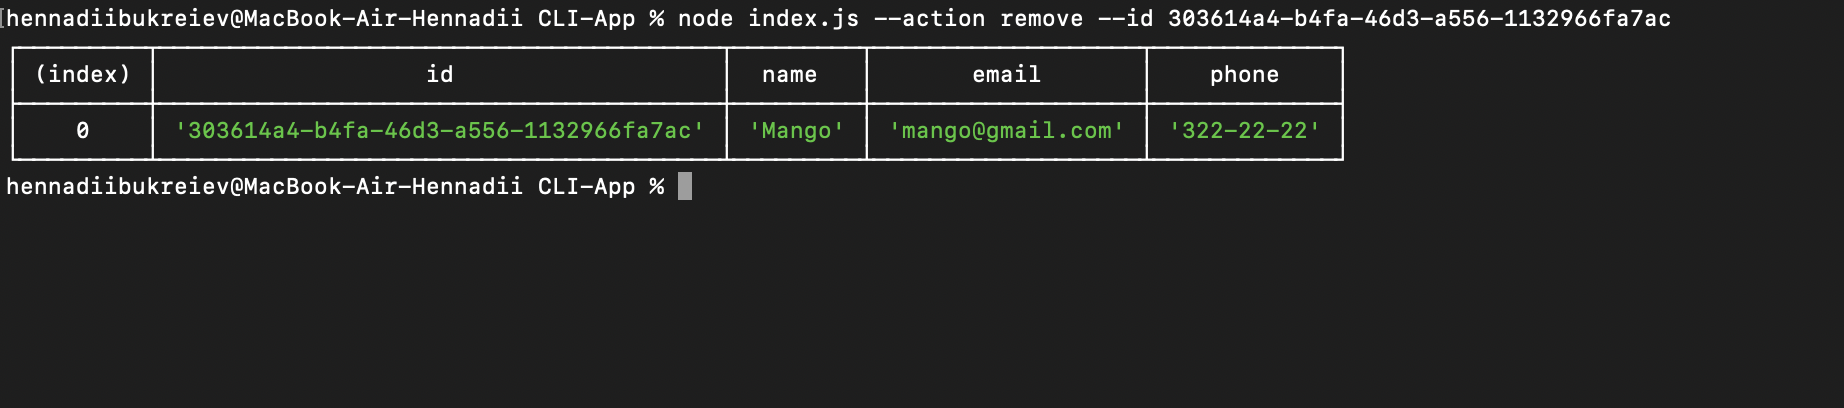 hennadiibukreiev@MacBook-Air-Hennadii CLI-App % node index.js --action remove --id 303614a4-b4fa-46d3-a556-1132966fa7ac
(index) id name email phone
0 '303614a4-b4fa-46d3-a556-1132966fa7ac' 'Mango' 'mango@gmail.com' '322-22-22'
hennadiibukreiev@MacBook-Air-Hennadii CLI-App %